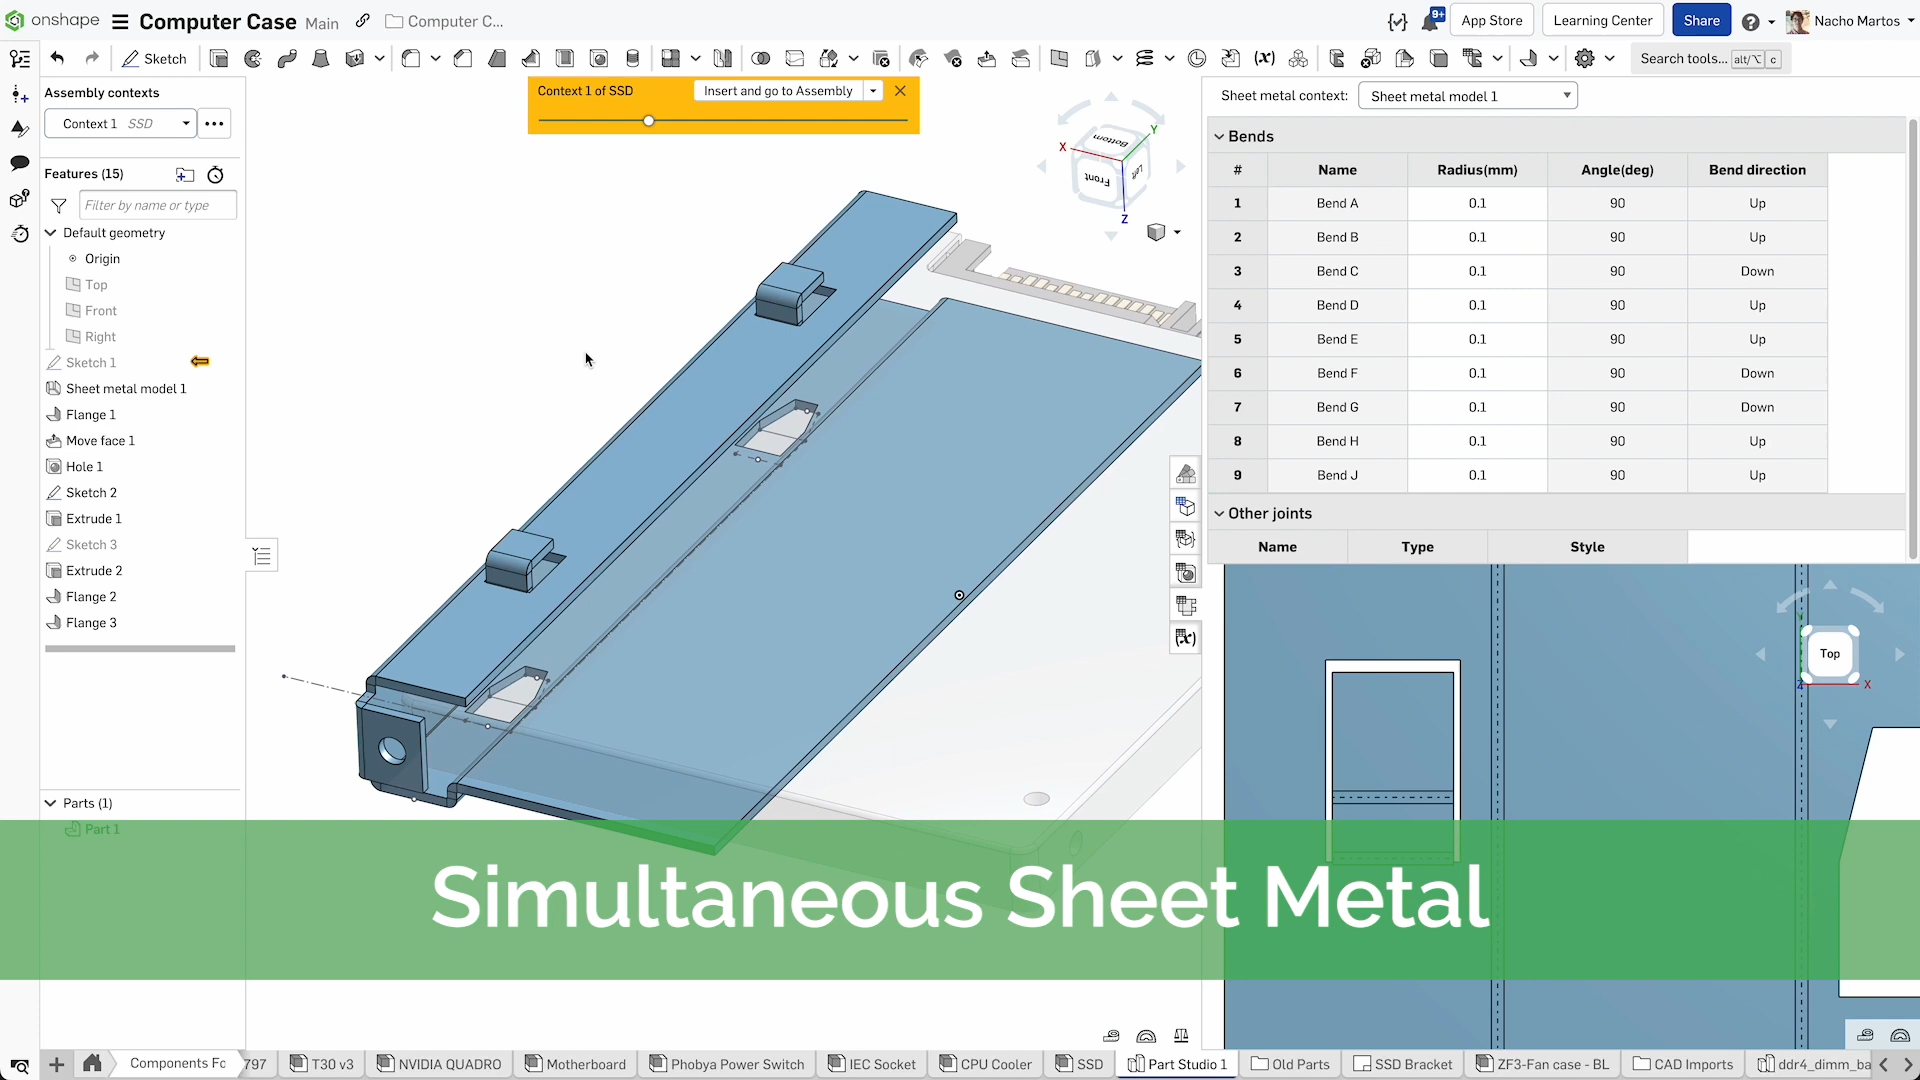 onshape Computer Case Main Computer C...
9+ App Store Learning Center Share Nacho Martos
Sketch Search tools... alt/⌥ c
Assembly contexts
Context 1 SSD
Features (15)
Filter by name or type
Default geometry
Origin
Top
Front
Right
Sketch 1
Sheet metal model 1
Flange 1
Move face 1
Hole 1
Sketch 2
Extrude 1
Sketch 3
Extrude 2
Flange 2
Flange 3
Parts (1)
Part 1
Context 1 of SSD Insert and go to Assembly
X Y Z
Bottom
Front
Left
Sheet metal context: Sheet metal model 1
Bends
# Name Radius(mm) Angle(deg) Bend direction
1 Bend A 0.1 90 Up
2 Bend B 0.1 90 Up
3 Bend C 0.1 90 Down
4 Bend D 0.1 90 Up
5 Bend E 0.1 90 Up
6 Bend F 0.1 90 Down
7 Bend G 0.1 90 Down
8 Bend H 0.1 90 Up
9 Bend J 0.1 90 Up
Other joints
Name Type Style
Top
Z X
Simultaneous Sheet Metal
Components Fo 797 T30 v3 NVIDIA QUADRO Motherboard Phobya Power Switch IEC Socket CPU Cooler SSD Part Studio 1 Old Parts SSD Bracket ZF3-Fan case - BL CAD Imports ddr4_dimm_ba